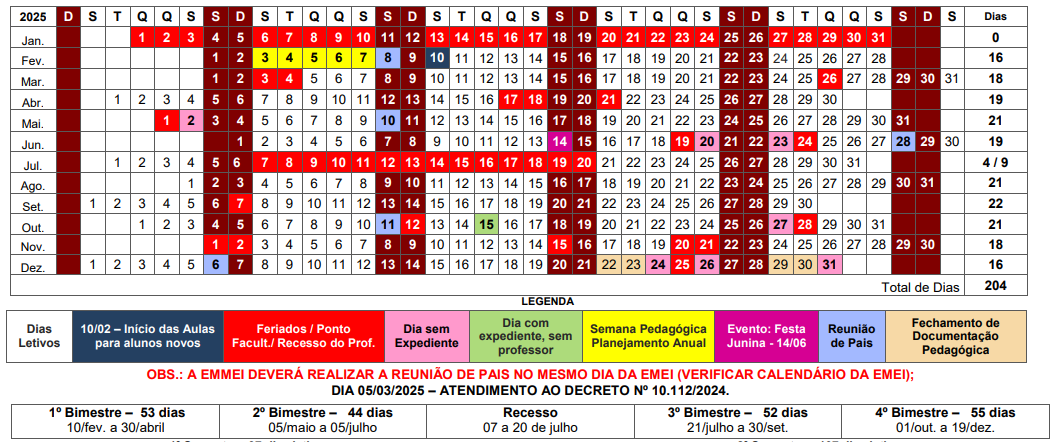 2025 D S T Q Q S S D S T Q Q S S D S T Q Q S S D S T Q Q S S D S T Q Q S S D S Dias
Jan. 1 2 3 4 5 6 7 8 9 10 11 12 13 14 15 16 17 18 19 20 21 22 23 24 25 26 27 28 29 30 31 0
Fev. 1 2 3 4 5 6 7 8 9 10 11 12 13 14 15 16 17 18 19 20 21 22 23 24 25 26 27 28 16
Mar. 1 2 3 4 5 6 7 8 9 10 11 12 13 14 15 16 17 18 19 20 21 22 23 24 25 26 27 28 29 30 31 18
Abr. 1 2 3 4 5 6 7 8 9 10 11 12 13 14 15 16 17 18 19 20 21 22 23 24 25 26 27 28 29 30 19
Mai. 1 2 3 4 5 6 7 8 9 10 11 12 13 14 15 16 17 18 19 20 21 22 23 24 25 26 27 28 29 30 31 21
Jun. 1 2 3 4 5 6 7 8 9 10 11 12 13 14 15 16 17 18 19 20 21 22 23 24 25 26 27 28 29 30 19
Jul. 1 2 3 4 5 6 7 8 9 10 11 12 13 14 15 16 17 18 19 20 21 22 23 24 25 26 27 28 29 30 31 4 / 9
Ago. 1 2 3 4 5 6 7 8 9 10 11 12 13 14 15 16 17 18 19 20 21 22 23 24 25 26 27 28 29 30 31 21
Set. 1 2 3 4 5 6 7 8 9 10 11 12 13 14 15 16 17 18 19 20 21 22 23 24 25 26 27 28 29 30 22
Out. 1 2 3 4 5 6 7 8 9 10 11 12 13 14 15 16 17 18 19 20 21 22 23 24 25 26 27 28 29 30 31 21
Nov. 1 2 3 4 5 6 7 8 9 10 11 12 13 14 15 16 17 18 19 20 21 22 23 24 25 26 27 28 29 30 18
Dez. 1 2 3 4 5 6 7 8 9 10 11 12 13 14 15 16 17 18 19 20 21 22 23 24 25 26 27 28 29 30 31 16
Total de Dias 204
LEGENDA
Dias
Letivos
10/02 – Início das Aulas
para alunos novos
Feriados / Ponto
Facult./ Recesso do Prof.
Dia sem
Expediente
Dia com
expediente, sem
professor
Semana Pedagógica
Planejamento Anual
Evento: Festa
Junina - 14/06
Reunião
de Pais
Fechamento de
Documentação
Pedagógica
OBS.: A EMMEI DEVERÁ REALIZAR A REUNIÃO DE PAIS NO MESMO DIA DA EMEI (VERIFICAR CALENDÁRIO DA EMEI);
DIA 05/03/2025 – ATENDIMENTO AO DECRETO Nº 10.112/2024.
1º Bimestre – 53 dias
10/fev. a 30/abril
2º Bimestre – 44 dias
05/maio a 05/julho
Recesso
07 a 20 de julho
3º Bimestre – 52 dias
21/julho a 30/set.
4º Bimestre – 55 dias
01/out. a 19/dez.